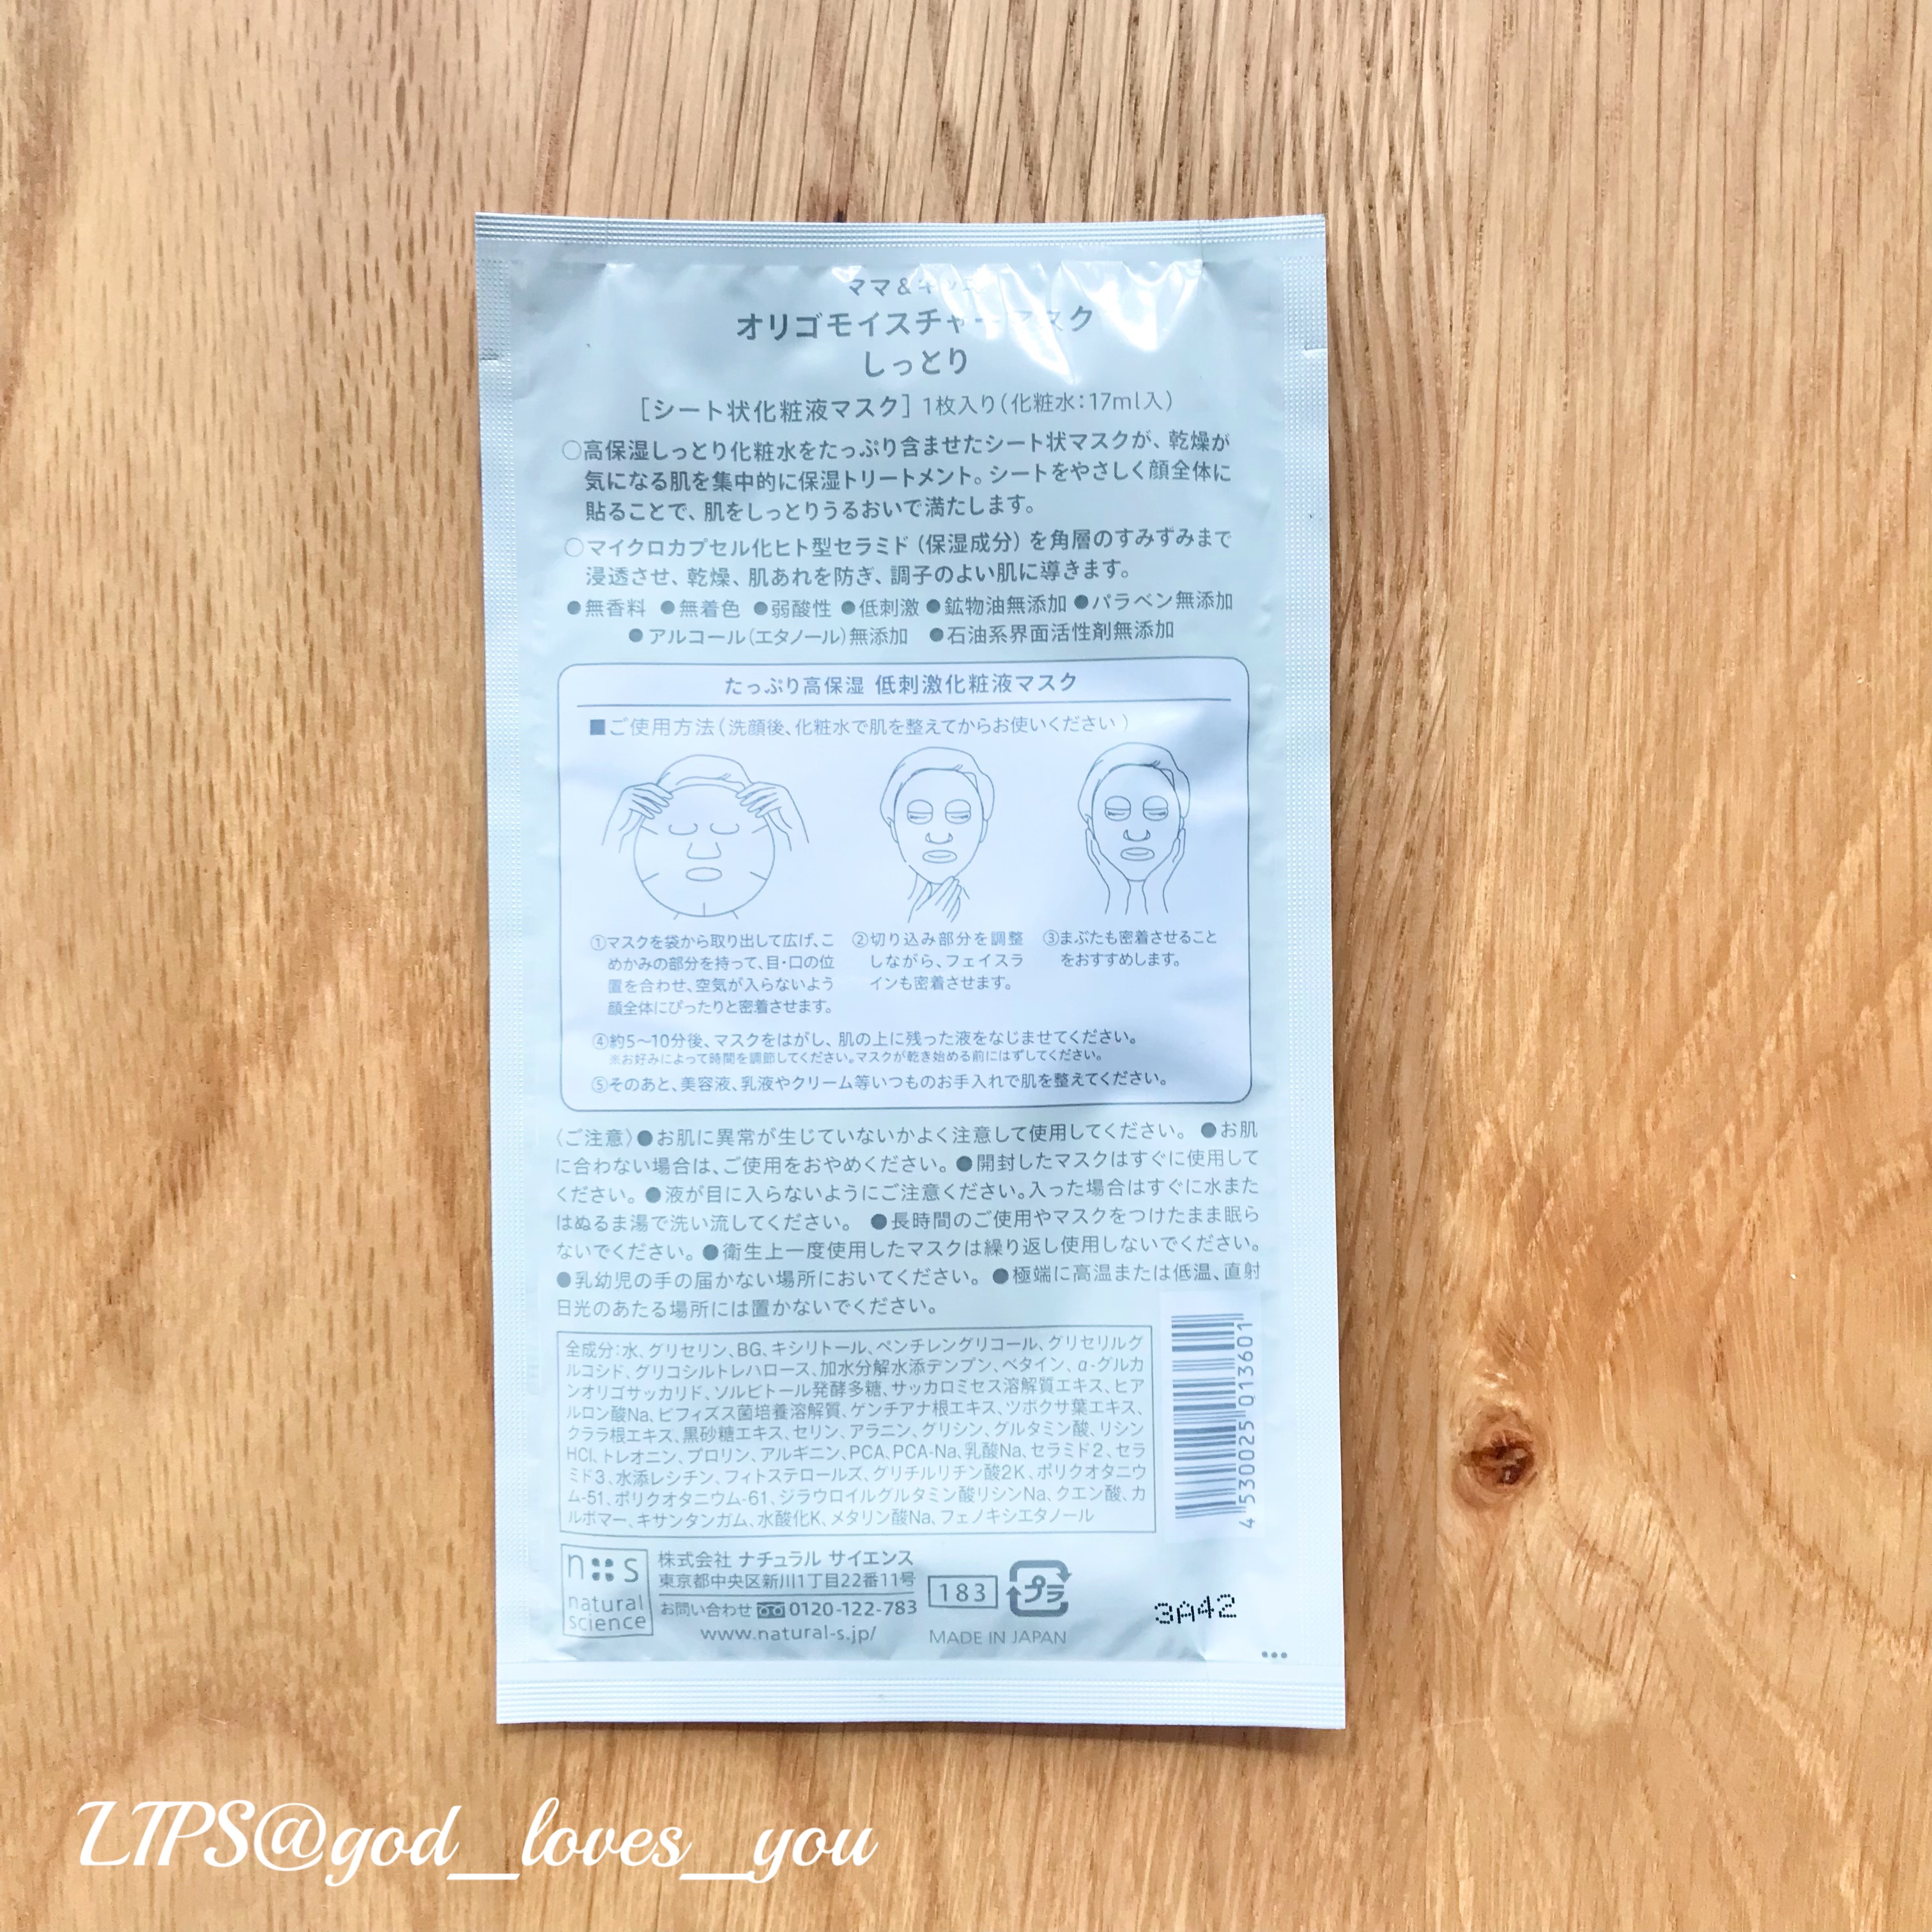 ママ&キッズ
オリゴモイスチャーマスク
しっとり
[シート状化粧液マスク] 1枚入り(化粧水:17ml入)
○高保湿しっとり化粧水をたっぷり含ませたシート状マスクが、乾燥が
気になる肌を集中的に保湿トリートメント。シートをやさしく顔全体に
貼ることで、肌をしっとりうるおいで満たします。
○マイクロカプセル化ヒト型セラミド(保湿成分)を角層のすみずみまで
浸透させ、乾燥、肌あれを防ぎ、調子のよい肌に導きます。
●無香料 ●無着色 ●弱酸性 ●低刺激 ●鉱物油無添加 ●パラベン無添加
●アルコール(エタノール)無添加 ●石油系界面活性剤無添加
たっぷり高保湿 低刺激化粧液マスク
■ご使用方法(洗顔後、化粧水で肌を整えてからお使いください)
①マスクを袋から取り出して広げ、こ
めかみの部分を持って、目・口の位
置を合わせ、空気が入らないよう
顔全体にぴったりと密着させます。
②切り込み部分を調整
しながら、フェイスラ
インも密着させます。
③まぶたも密着させること
をおすすめします。
④約5〜10分後、マスクをはがし、肌の上に残った液をなじませてください。
※お好みによって時間を調節してください。マスクが乾き始める前にはずしてください。
⑤そのあと、美容液、乳液やクリーム等いつものお手入れで肌を整えてください。
〈ご注意〉●お肌に異常が生じていないかよく注意して使用してください。 ●お肌
に合わない場合は、ご使用をおやめください。●開封したマスクはすぐに使用して
ください。●液が目に入らないようにご注意ください。入った場合はすぐに水また
はぬるま湯で洗い流してください。 ●長時間のご使用やマスクをつけたまま眠ら
ないでください。●衛生上一度使用したマスクは繰り返し使用しないでください。
●乳幼児の手の届かない場所においてください。 ●極端に高温または低温、直射
日光のあたる場所には置かないでください。
全成分:水、グリセリン、BG、キシリトール、ペンチレングリコール、グリセリルグ
ルコシド、グリコシルトレハロース、加水分解水添デンプン、ベタイン、α-グルカ
ンオリゴサッカリド、ソルビトール発酵多糖、サッカロミセス溶解質エキス、ヒア
ルロン酸Na、ビフィズス菌培養溶解質、ゲンチアナ根エキス、ツボクサ葉エキス、
クララ根エキス、黒砂糖エキス、セリン、アラニン、グリシン、グルタミン酸、リシン
HCl、トレオニン、プロリン、アルギニン、PCA、PCA-Na、乳酸Na、セラミド2、セラ
ミド3、水添レシチン、フィトステロールズ、グリチルリチン酸2K、ポリクオタニウ
ム-51、ポリクオタニウム-61、ジラウロイルグルタミン酸リシンNa、クエン酸、カ
ルボマー、キサンタンガム、水酸化K、メタリン酸Na、フェノキシエタノール
4 530025 013601
n s
natural
science
株式会社 ナチュラル サイエンス
東京都中央区新川1丁目22番11号
お問い合わせ 0120-122-783
www.natural-s.jp/
183
プラ
MADE IN JAPAN
3A42
LIPS@god_loves_you